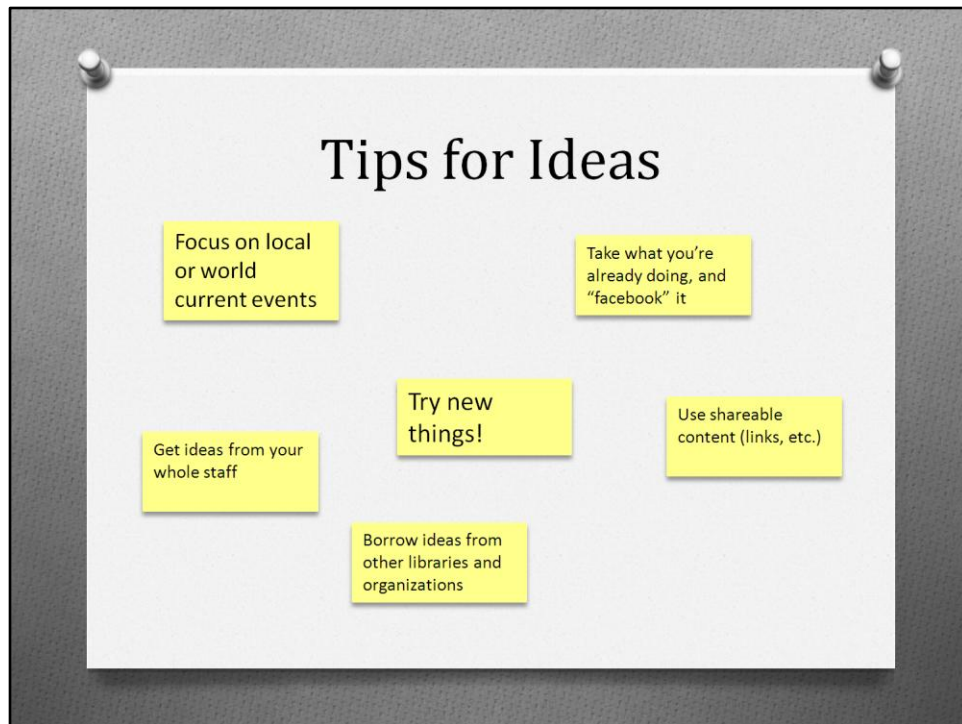 Tips for Ideas
Focus on local
or world
current events
Take what you’re
already doing, and
“facebook” it
Try new
things!
Use shareable
content (links, etc.)
Get ideas from your
whole staff
Borrow ideas from
other libraries and
organizations